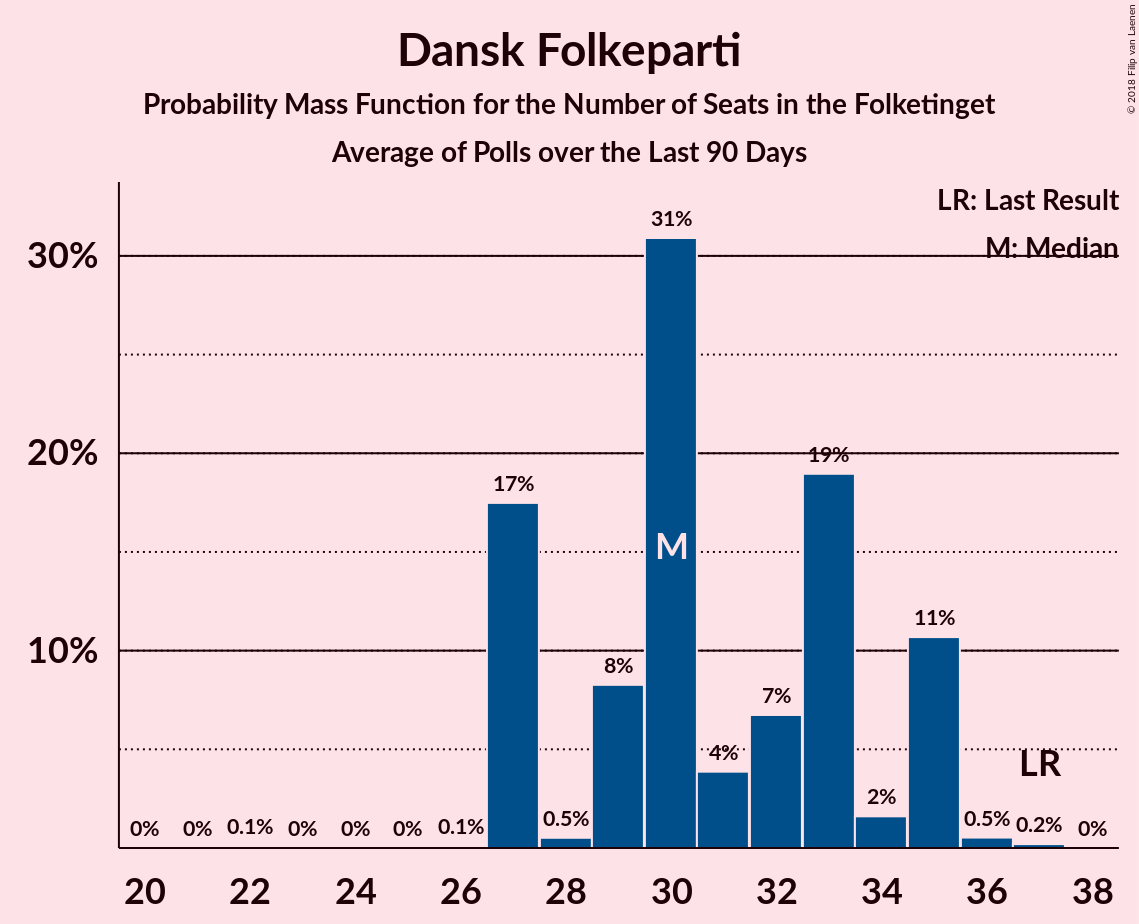 Dansk Folkeparti
Probability Mass Function for the Number of Seats in the Folketinget
Average of Polls over the Last 90 Days
© 2018 Filip van Laenen
LR: Last Result
M: Median
30%
20%
10%
0% 0% 0.1% 0% 0% 0% 0.1% 17% 0.5% 8% 31% 4% 7% 19% 2% 11% 0.5% 0.2% 0%
M
LR
20 22 24 26 28 30 32 34 36 38